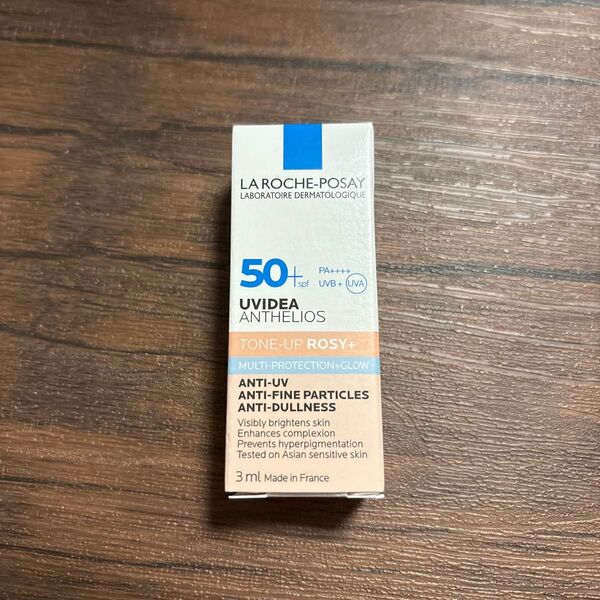 LA ROCHE-POSAY
LABORATOIRE DERMATOLOGIQUE
50+ spf
PA++++
UVB + UVA
UVIDEA
ANTHELIOS
TONE-UP ROSY+
MULTI-PROTECTION+GLOW
ANTI-UV
ANTI-FINE PARTICLES
ANTI-DULLNESS
Visibly brightens skin
Enhances complexion
Prevents hyperpigmentation
Tested on Asian sensitive skin
3 ml Made in France